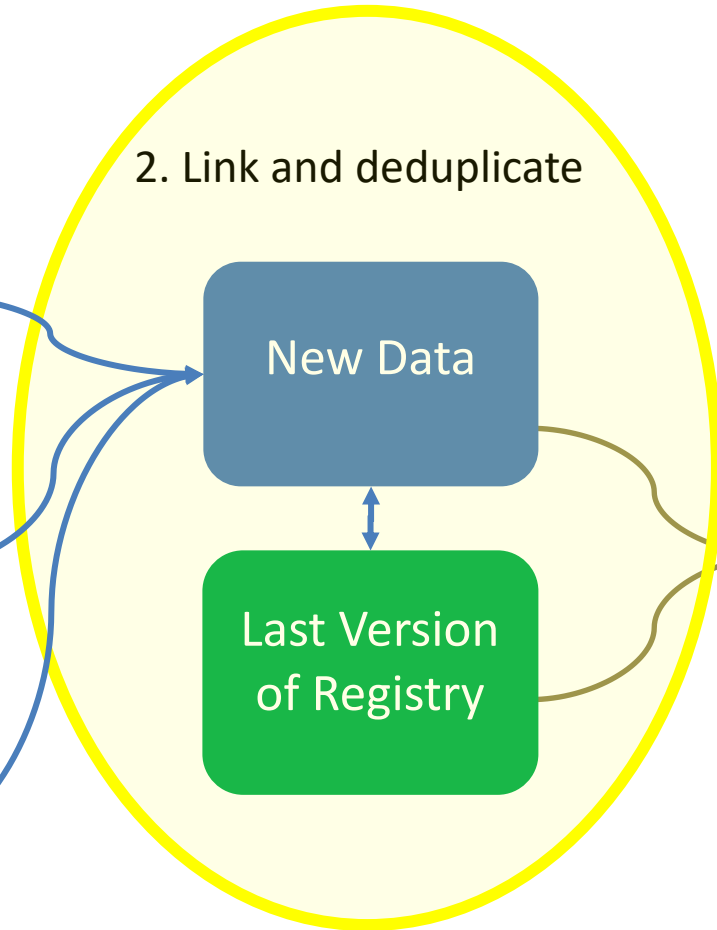 2. Link and deduplicate
New Data
Last Version
of Registry